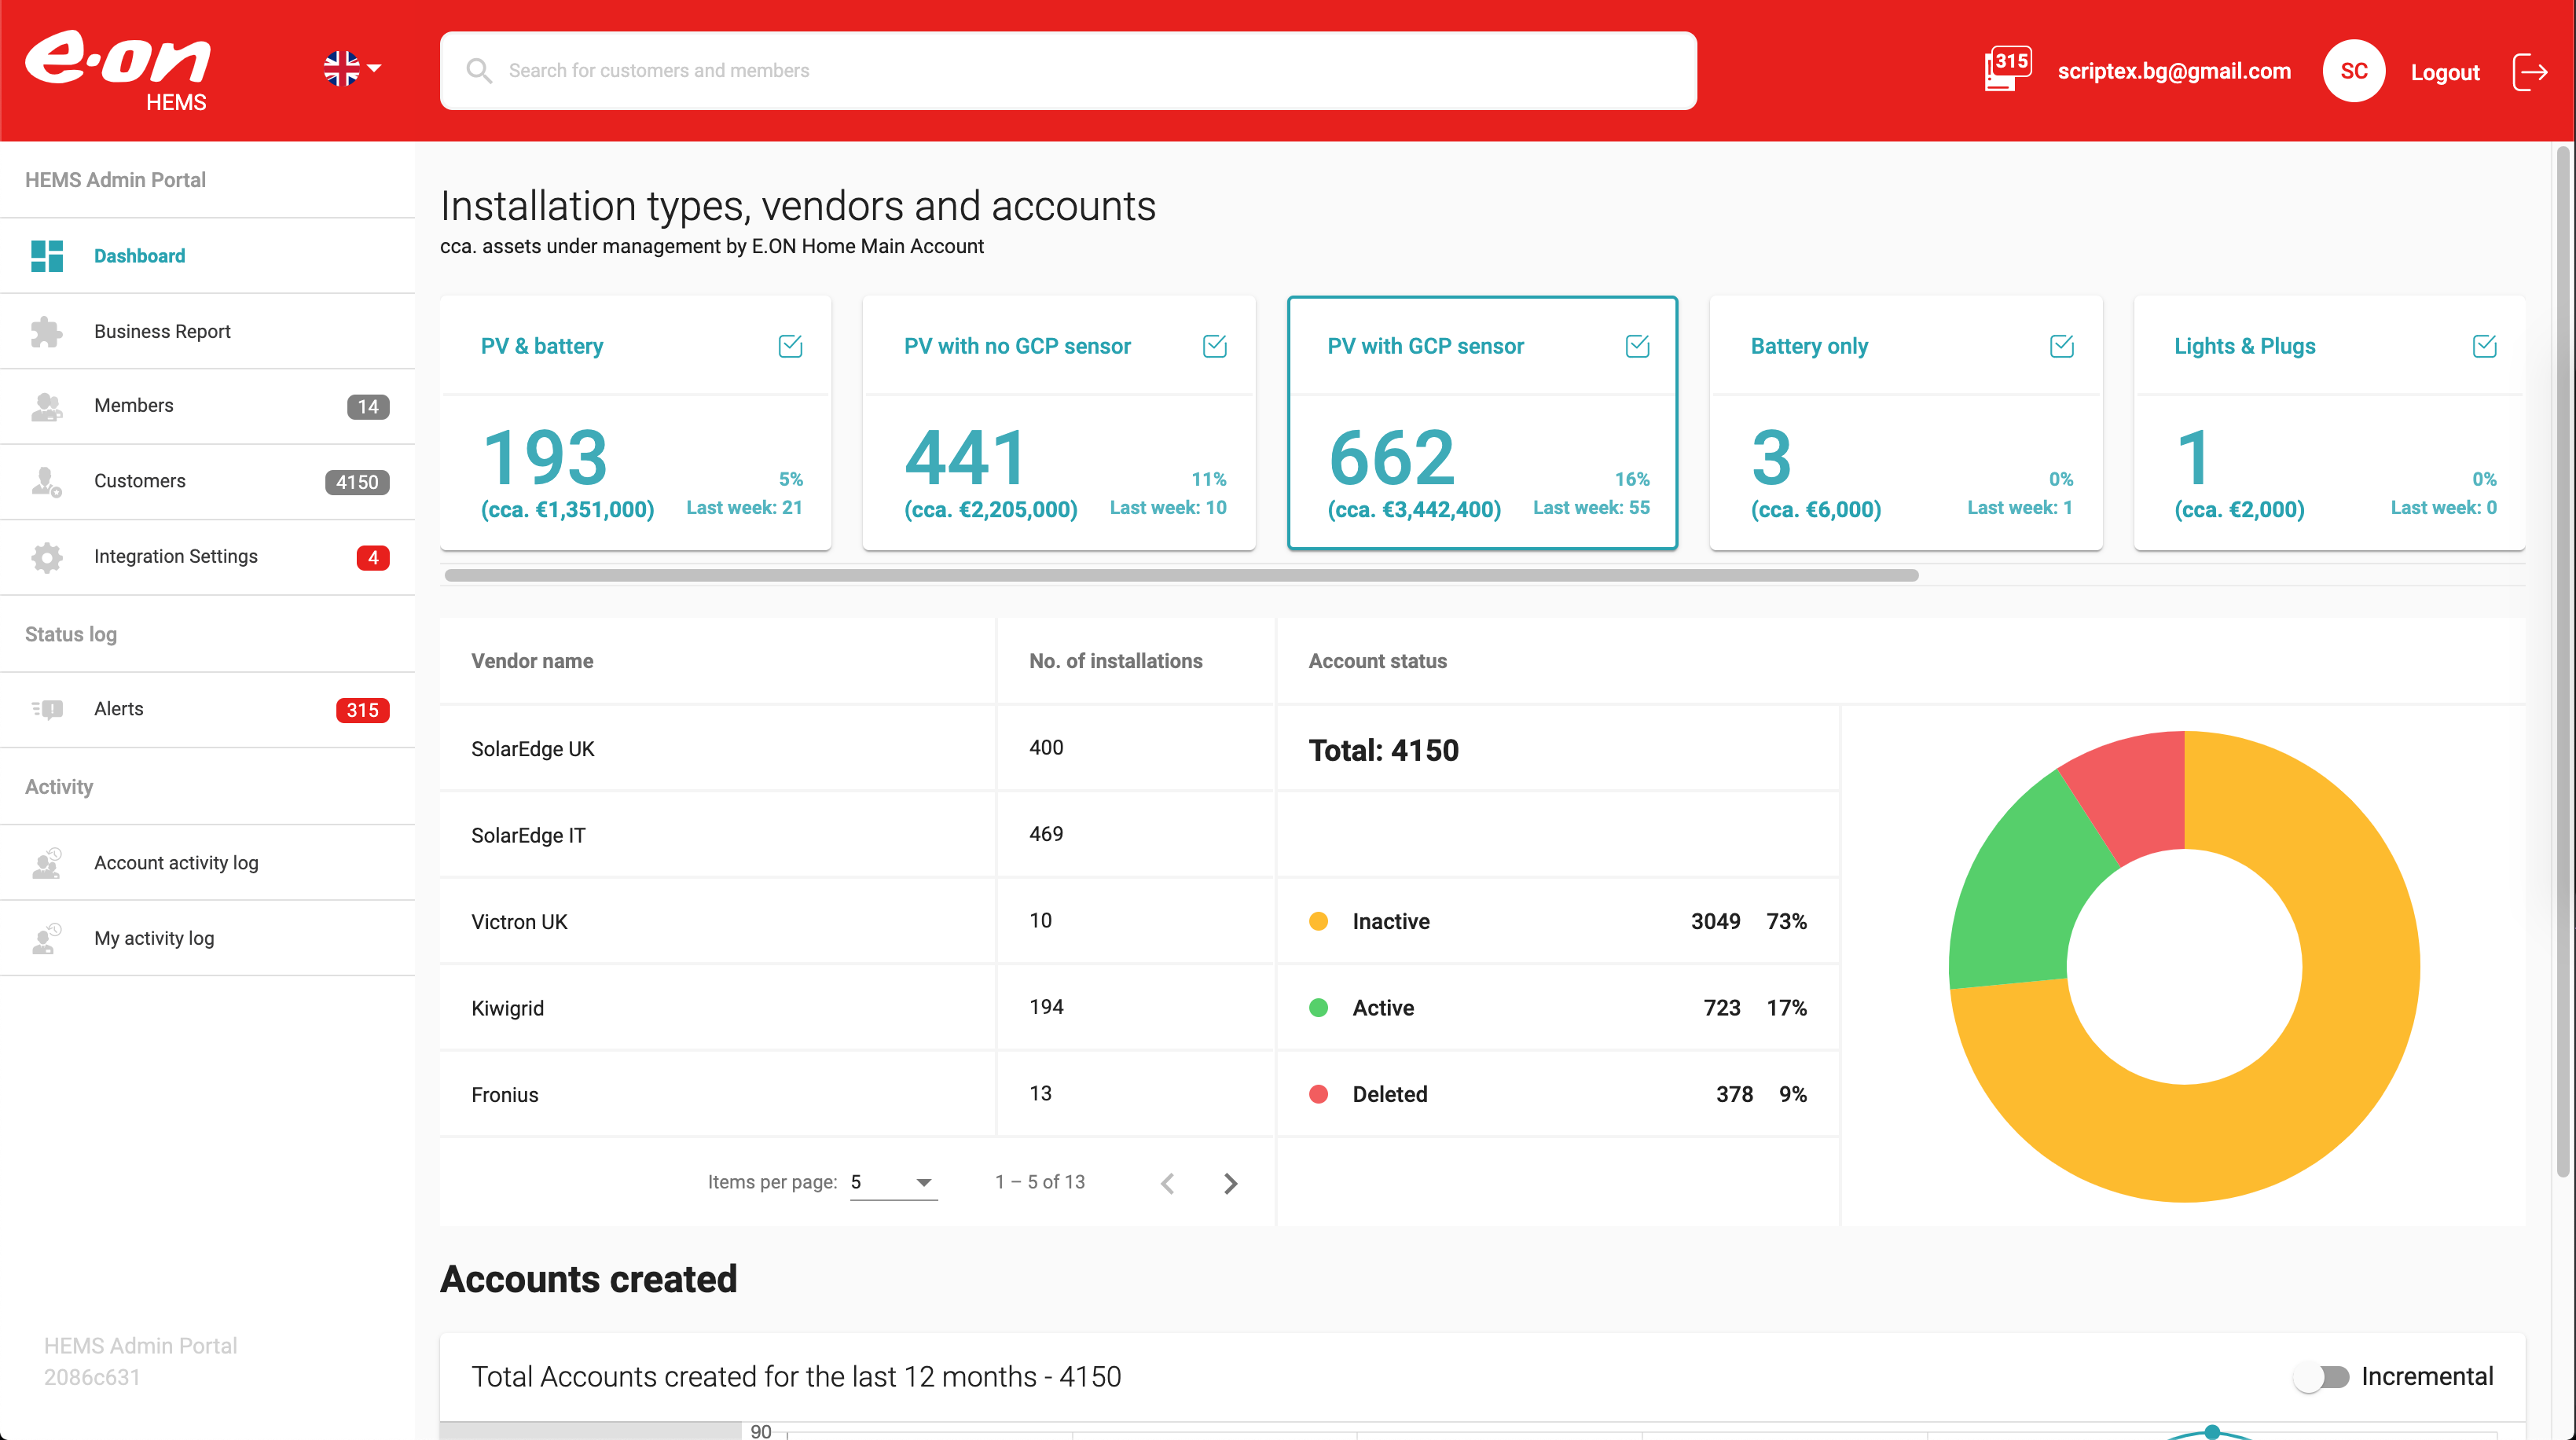 e·on
HEMS
Search for customers and members
315
scriptex.bg@gmail.com
SC
Logout
HEMS Admin Portal
Dashboard
Business Report
Members 14
Customers 4150
Integration Settings 4
Status log
Alerts 315
Activity
Account activity log
My activity log
HEMS Admin Portal
2086c631
Installation types, vendors and accounts
cca. assets under management by E.ON Home Main Account
PV & battery
193
5%
(cca. €1,351,000) Last week: 21
PV with no GCP sensor
441
11%
(cca. €2,205,000) Last week: 10
PV with GCP sensor
662
16%
(cca. €3,442,400) Last week: 55
Battery only
3
0%
(cca. €6,000) Last week: 1
Lights & Plugs
1
0%
(cca. €2,000) Last week: 0
Vendor name No. of installations Account status
SolarEdge UK 400 Total: 4150
SolarEdge IT 469
Victron UK 10 Inactive 3049 73%
Kiwigrid 194 Active 723 17%
Fronius 13 Deleted 378 9%
Items per page: 5 1 – 5 of 13
Accounts created
Total Accounts created for the last 12 months - 4150 Incremental
90